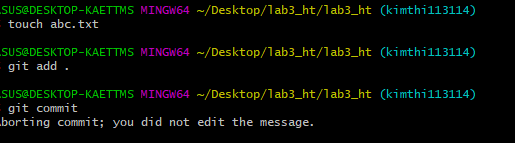 SUS@DESKTOP-KAETTMS MINGW64 ~/Desktop/lab3_ht/lab3_ht (kimthi113114)
touch abc.txt
SUS@DESKTOP-KAETTMS MINGW64 ~/Desktop/lab3_ht/lab3_ht (kimthi113114)
git add .
SUS@DESKTOP-KAETTMS MINGW64 ~/Desktop/lab3_ht/lab3_ht (kimthi113114)
git commit
borting commit; you did not edit the message.